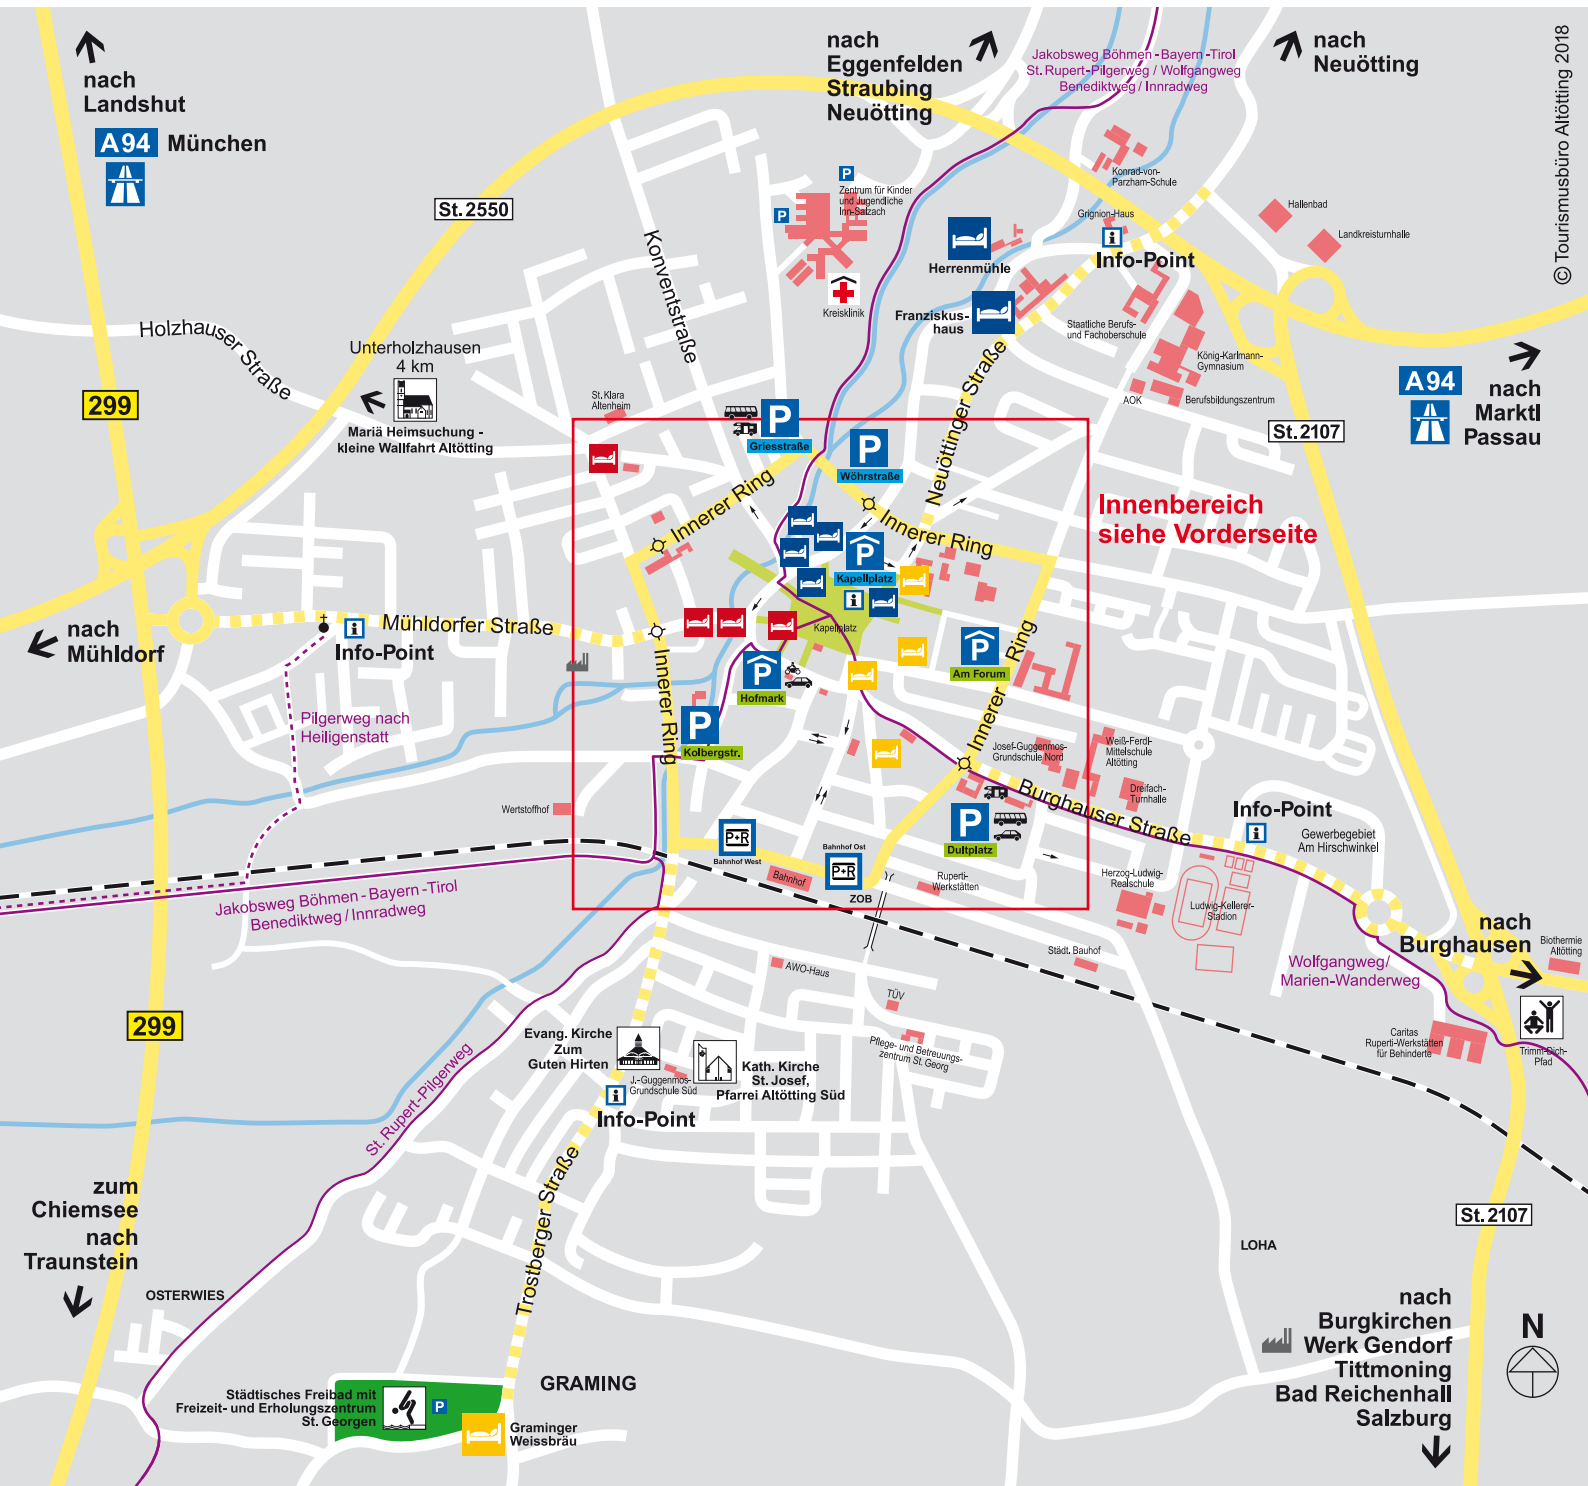 nach
Landshut
A94 München
nach
Eggenfelden
Straubing
Neuötting
Jakobsweg Böhmen - Bayern - Tirol
St. Rupert-Pilgerweg / Wolfgangweg
Benediktweg / Innradweg
nach
Neuötting
© Tourismusbüro Altötting 2018
St. 2550
P
Zentrum für Kinder
und Jugendliche
Inn-Salzach
P
Kreisklinik
Konrad-von-
Parzham-Schule
Grignion-Haus
i
Info-Point
Hallenbad
Landkreisturnhalle
Herrenmühle
Franziskus-
haus
Staatliche Berufs-
und Fachoberschule
König-Karlmann-
Gymnasium
AOK
Berufsbildungszentrum
Konventstraße
Holzhauser Straße
Unterholzhausen
4 km
Mariä Heimsuchung -
kleine Wallfahrt Altötting
299
St. Klara
Altenheim
A94
nach
Marktl
Passau
St. 2107
P
Griesstraße
P
Wöhrstraße
Neuöttinger Straße
Innerer Ring
Innerer Ring
Innenbereich
siehe Vorderseite
P
Kapellplatz
i
Kapellplatz
nach
Mühldorf
i
Info-Point
Mühldorfer Straße
Innerer Ring
P
Hofmark
P
Am Forum
Innerer Ring
P
Kolbergstr.
Pilgerweg nach
Heiligenstatt
Josef-Guggenmos-
Grundschule Nord
Weiß-Ferdl-
Mittelschule
Altötting
Dreifach-
Turnhalle
Burghauser Straße
Info-Point
i
Gewerbegebiet
Am Hirschwinkel
Wertstoffhof
P+R
Bahnhof West
Bahnhof
Bahnhof Ost
P+R
ZOB
P
Dultplatz
Ruperti-
Werkstätten
Herzog-Ludwig-
Realschule
Ludwig-Kellerer-
Stadion
Jakobsweg Böhmen - Bayern -Tirol
Benediktweg / Innradweg
nach
Burghausen
Biothermie
Altötting
Städt. Bauhof
Wolfgangweg/
Marien-Wanderweg
AWO-Haus
TÜV
Pflege- und Betreuungs-
zentrum St. Georg
299
Evang. Kirche
Zum
Guten Hirten
J.-Guggenmos-
Grundschule Süd
Kath. Kirche
St. Josef,
Pfarrei Altötting Süd
i
Info-Point
Caritas
Ruperti-Werkstätten
für Behinderte
Trimm-Dich-
Pfad
St. Rupert-Pilgerweg
Trostberger Straße
zum
Chiemsee
nach
Traunstein
OSTERWIES
St. 2107
LOHA
nach
Burgkirchen
Werk Gendorf
Tittmoning
Bad Reichenhall
Salzburg
N
GRAMING
Städtisches Freibad mit
Freizeit- und Erholungszentrum
St. Georgen
P
Graminger
Weissbräu